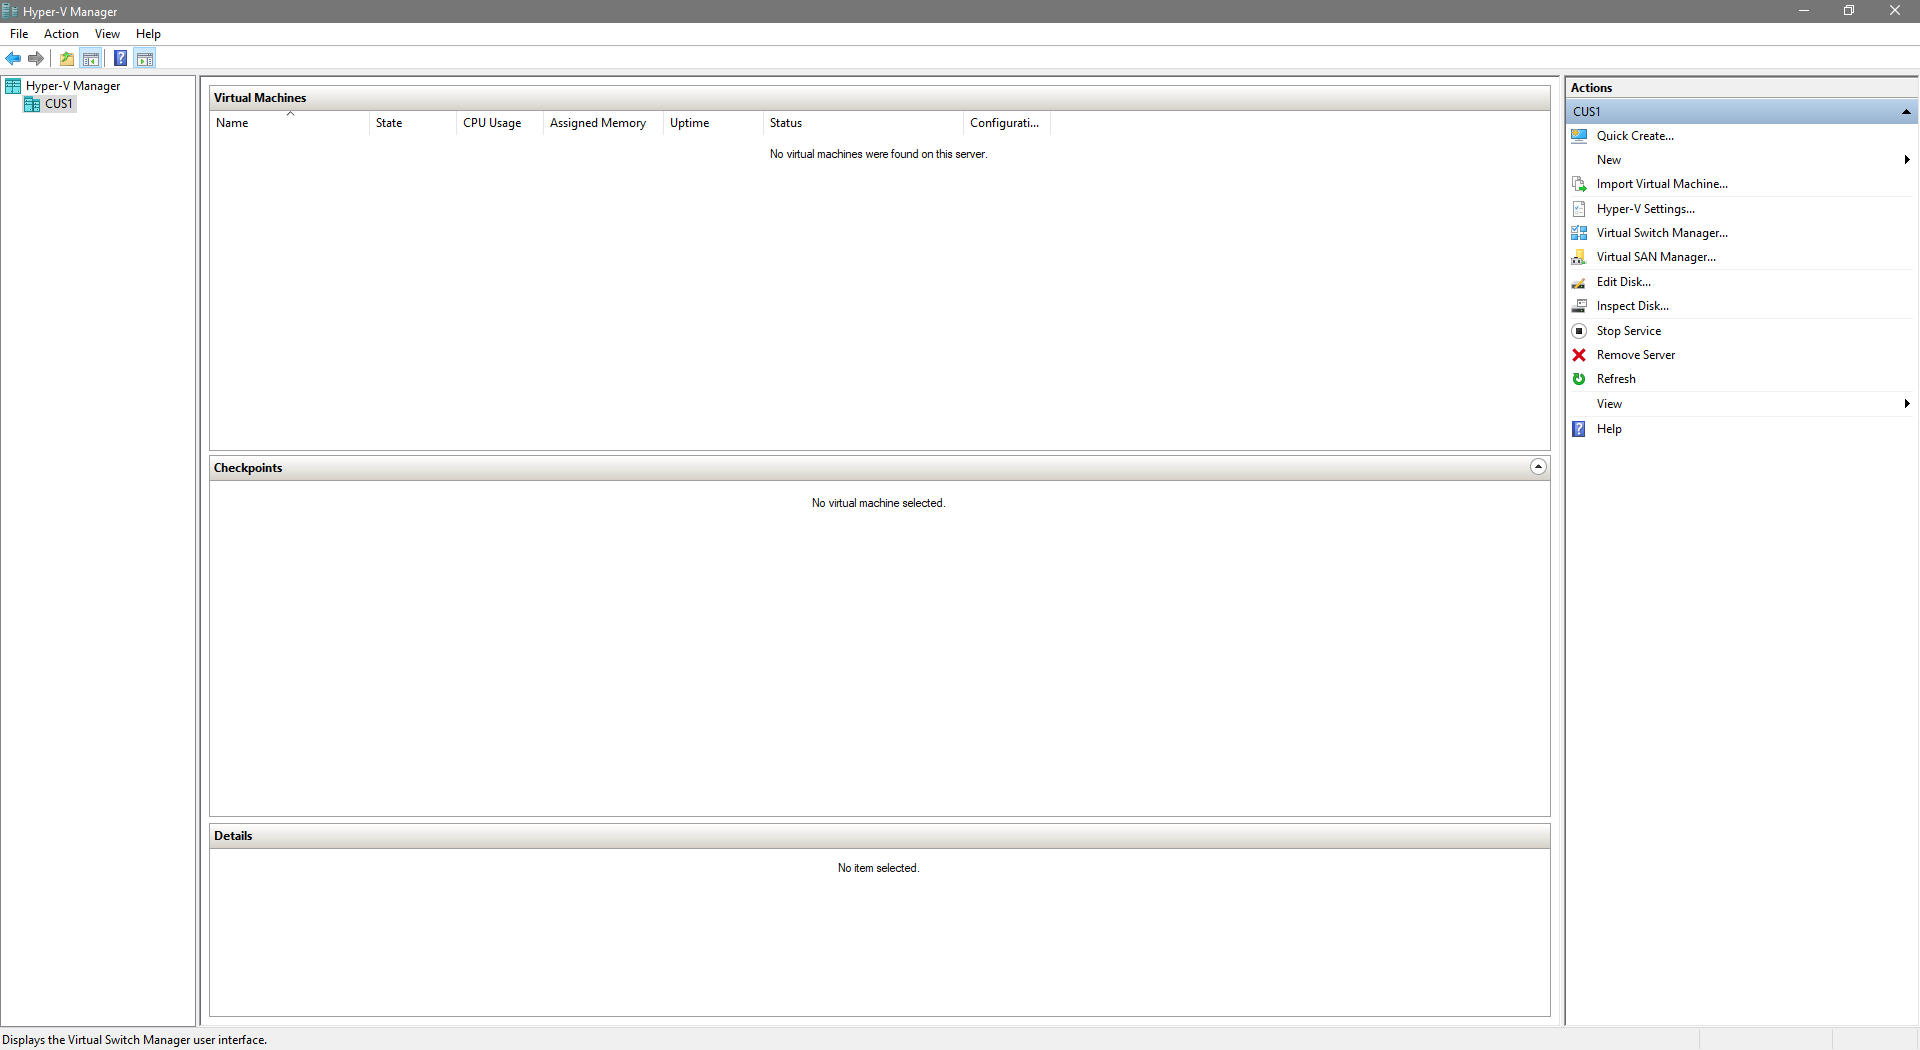 Hyper-V Manager
File Action View Help
Hyper-V Manager
CUS1
Virtual Machines
Name State CPU Usage Assigned Memory Uptime Status Configurati...
No virtual machines were found on this server.
Checkpoints
No virtual machine selected.
Details
No item selected.
Actions
CUS1
Quick Create...
New
Import Virtual Machine...
Hyper-V Settings...
Virtual Switch Manager...
Virtual SAN Manager...
Edit Disk...
Inspect Disk...
Stop Service
Remove Server
Refresh
View
Help
Displays the Virtual Switch Manager user interface.